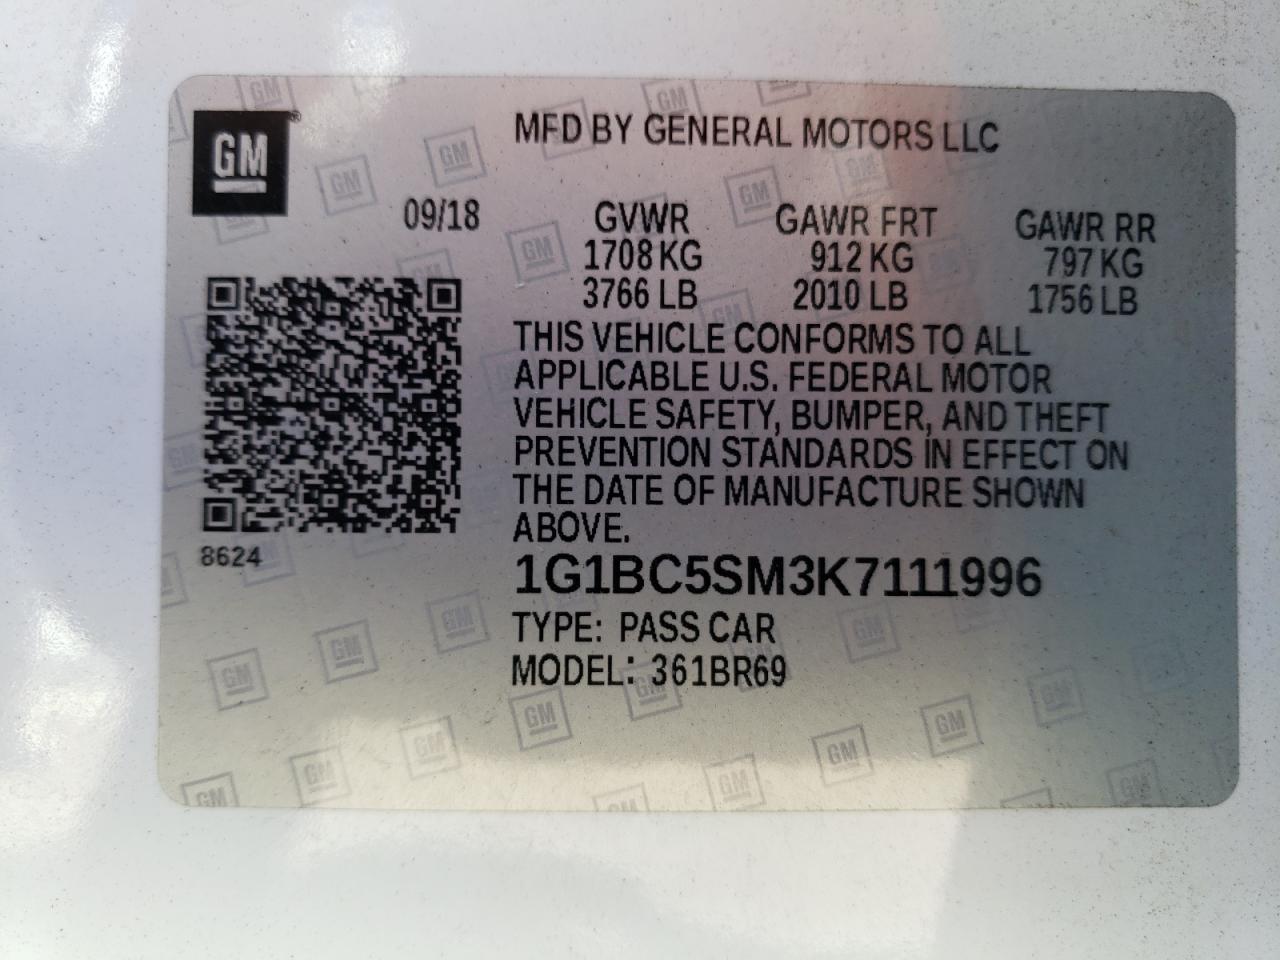 GM®
MFD BY GENERAL MOTORS LLC
09/18
GVWR GAWR FRT GAWR RR
1708 KG 912 KG 797 KG
3766 LB 2010 LB 1756 LB
THIS VEHICLE CONFORMS TO ALL
APPLICABLE U.S. FEDERAL MOTOR
VEHICLE SAFETY, BUMPER, AND THEFT
PREVENTION STANDARDS IN EFFECT ON
THE DATE OF MANUFACTURE SHOWN
ABOVE.
8624
1G1BC5SM3K7111996
TYPE: PASS CAR
MODEL: 361BR69